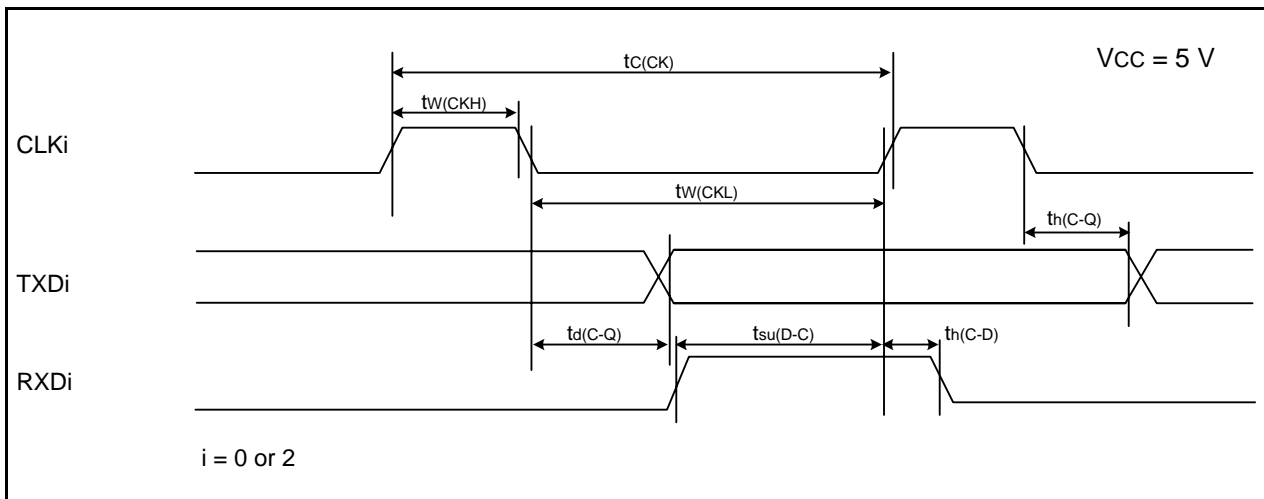 VCC = 5 V
tC(CK)
tW(CKH)
CLKi
tW(CKL)
th(C-Q)
TXDi
td(C-Q)
tsu(D-C)
th(C-D)
RXDi
i = 0 or 2